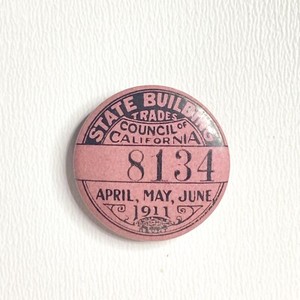 STATE BUILDING
TRADES
COUNCIL OF
CALIFORNIA
8134
APRIL, MAY, JUNE
1911